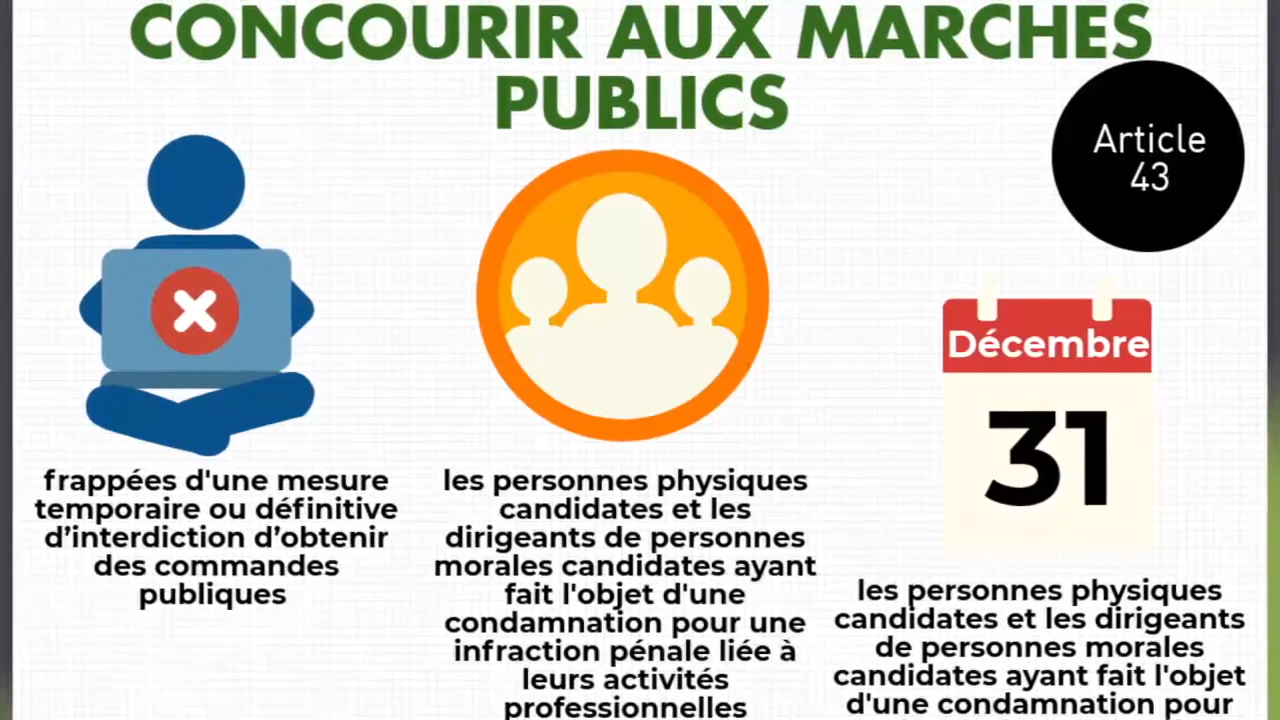 CONCOURIR AUX MARCHES
PUBLICS
Article
43
Décembre
31
frappées d'une mesure
temporaire ou définitive
d’interdiction d’obtenir
des commandes
publiques
les personnes physiques
candidates et les
dirigeants de personnes
morales candidates ayant
fait l'objet d'une
condamnation pour une
infraction pénale liée à
leurs activités
professionnelles
les personnes physiques
candidates et les dirigeants
de personnes morales
candidates ayant fait l'objet
d'une condamnation pour